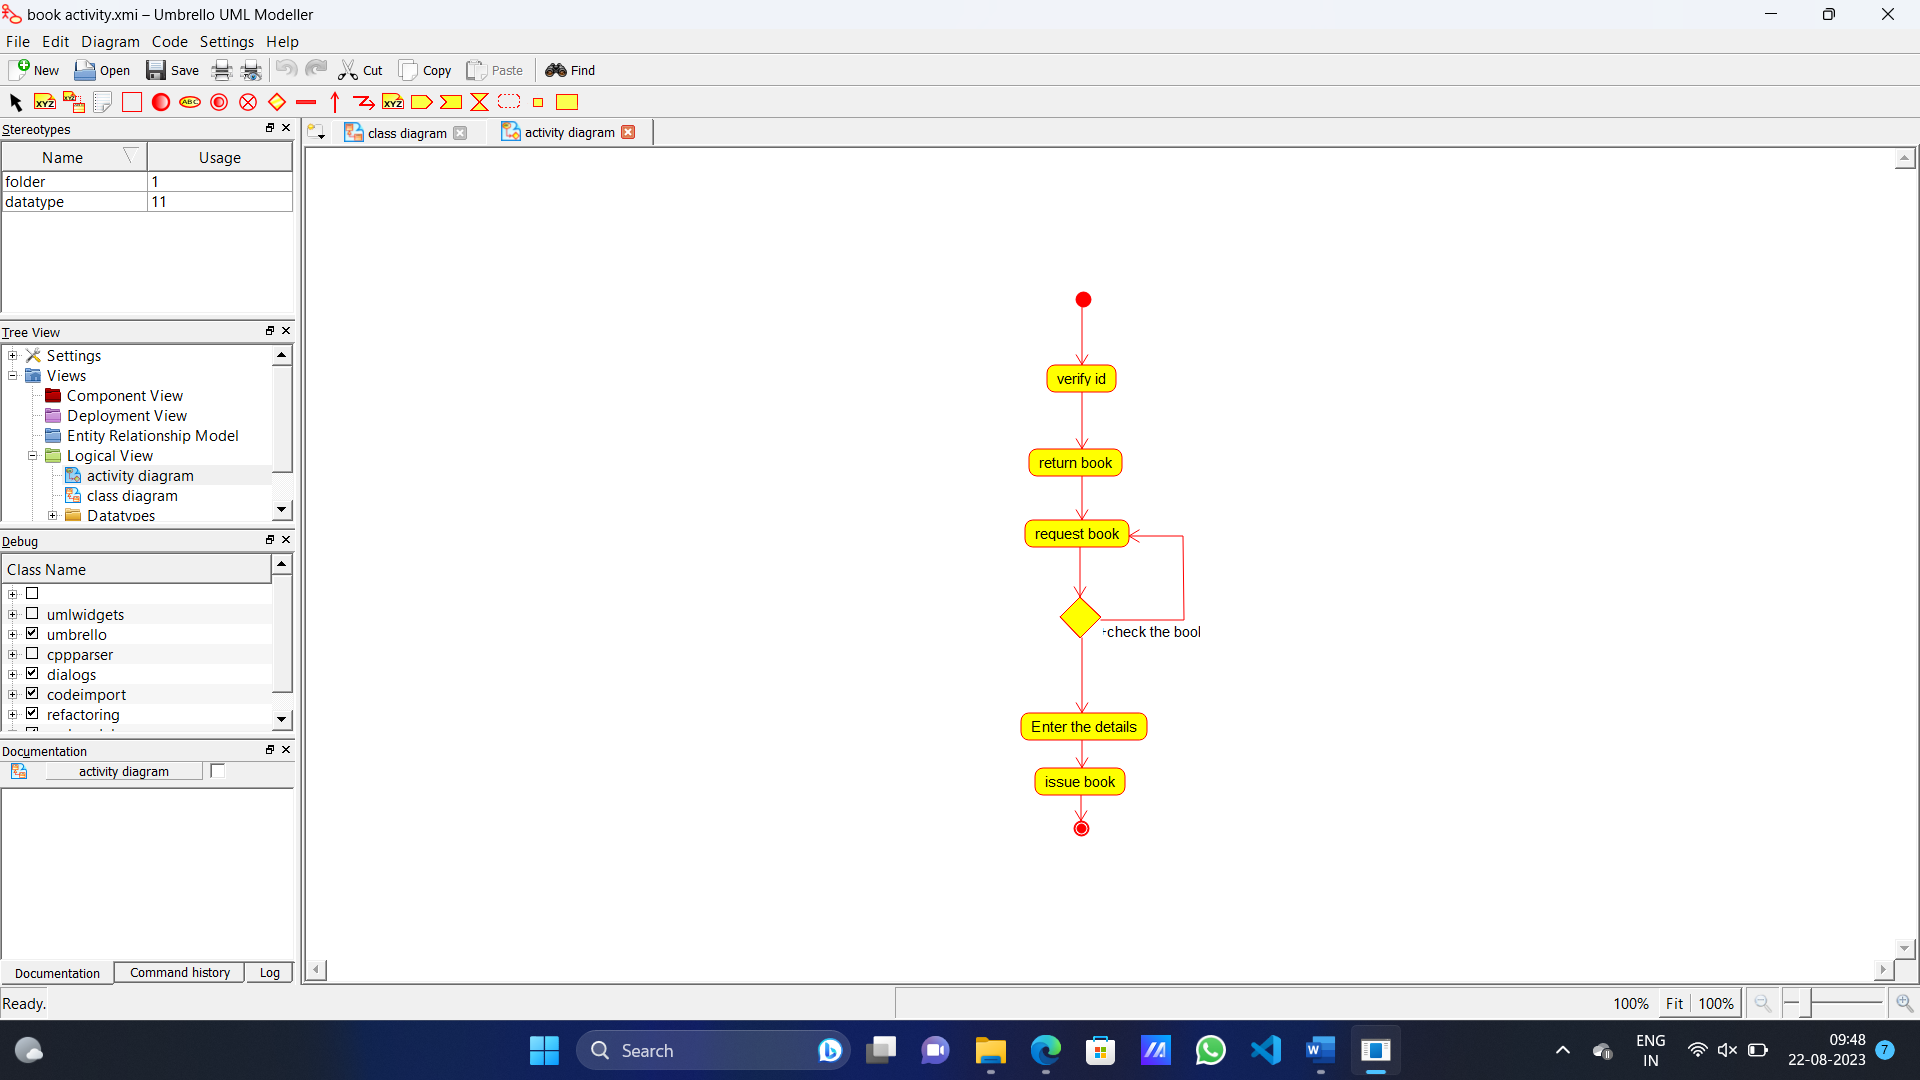 book activity.xmi – Umbrello UML Modeller
File Edit Diagram Code Settings Help
New Open Save Cut Copy Paste Find
XYZ XYZ ABC XYZ
Stereotypes
class diagram activity diagram
Name Usage
folder 1
datatype 11
Tree View
Settings
Views
Component View
Deployment View
Entity Relationship Model
Logical View
activity diagram
class diagram
Datatypes
Debug
Class Name
umlwidgets
umbrello
cppparser
dialogs
codeimport
refactoring
Documentation
activity diagram
Documentation Command history Log
verify id
return book
request book
+check the bool
Enter the details
issue book
Ready.
100% Fit 100%
Search
ENG
IN
09:48
22-08-2023
7